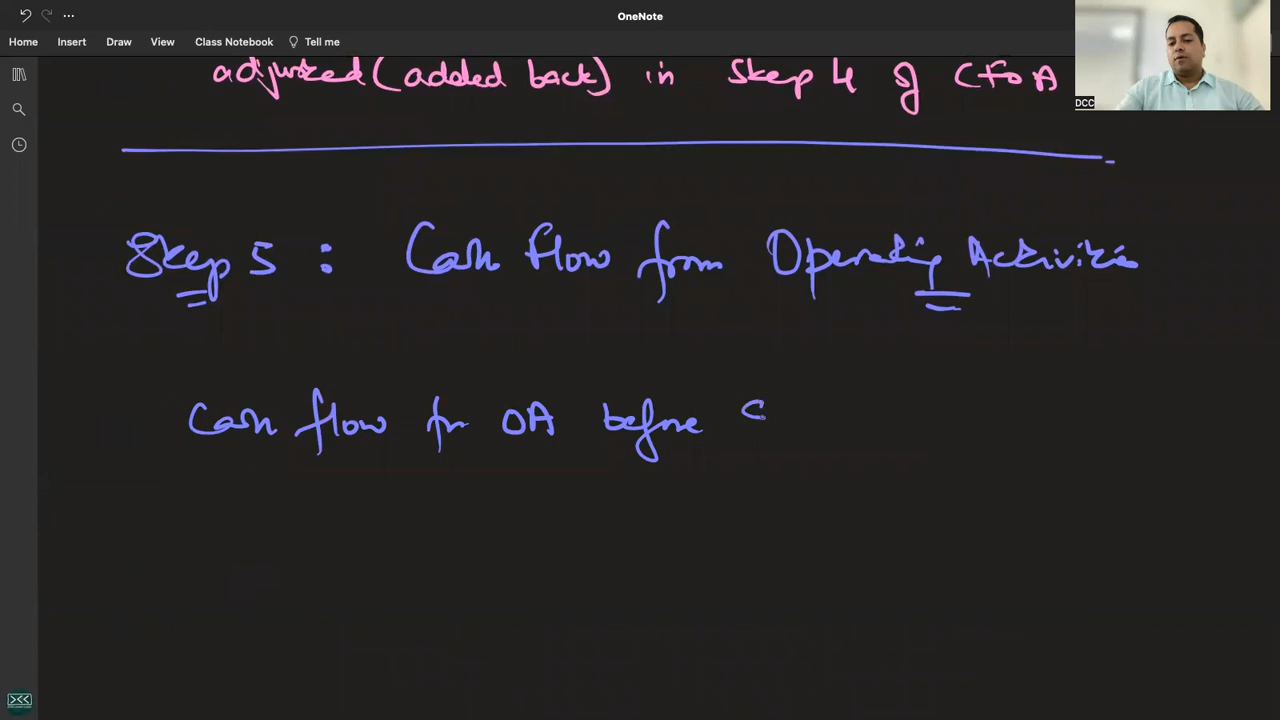 OneNote
Home Insert Draw View Class Notebook Tell me
adjusted (added back) in Step 4 of CFOA
DCC
Step 5 : Cash flow from Operating Activities
Cash flow fr OA before